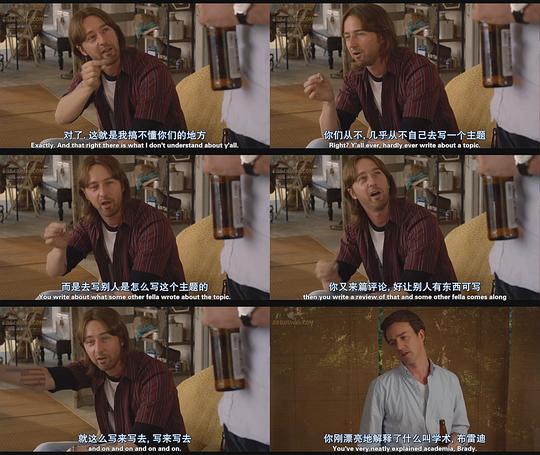 对了, 这就是我搞不懂你们的地方
Exactly. And that right there is what I don't understand about y'all.
你们从不, 几乎从不自己去写一个主题
Right? Y'all ever, hardly ever write about a topic.
而是去写别人是怎么写这个主题的
You write about what some other fella wrote about the topic.
你又来篇评论, 好让别人有东西可写
then you write a review of that and some other fella comes along
就这么写来写去, 写来写去
and on and on and on and on.
你刚漂亮地解释了什么叫学术, 布雷迪
You've very neatly explained academia, Brady.